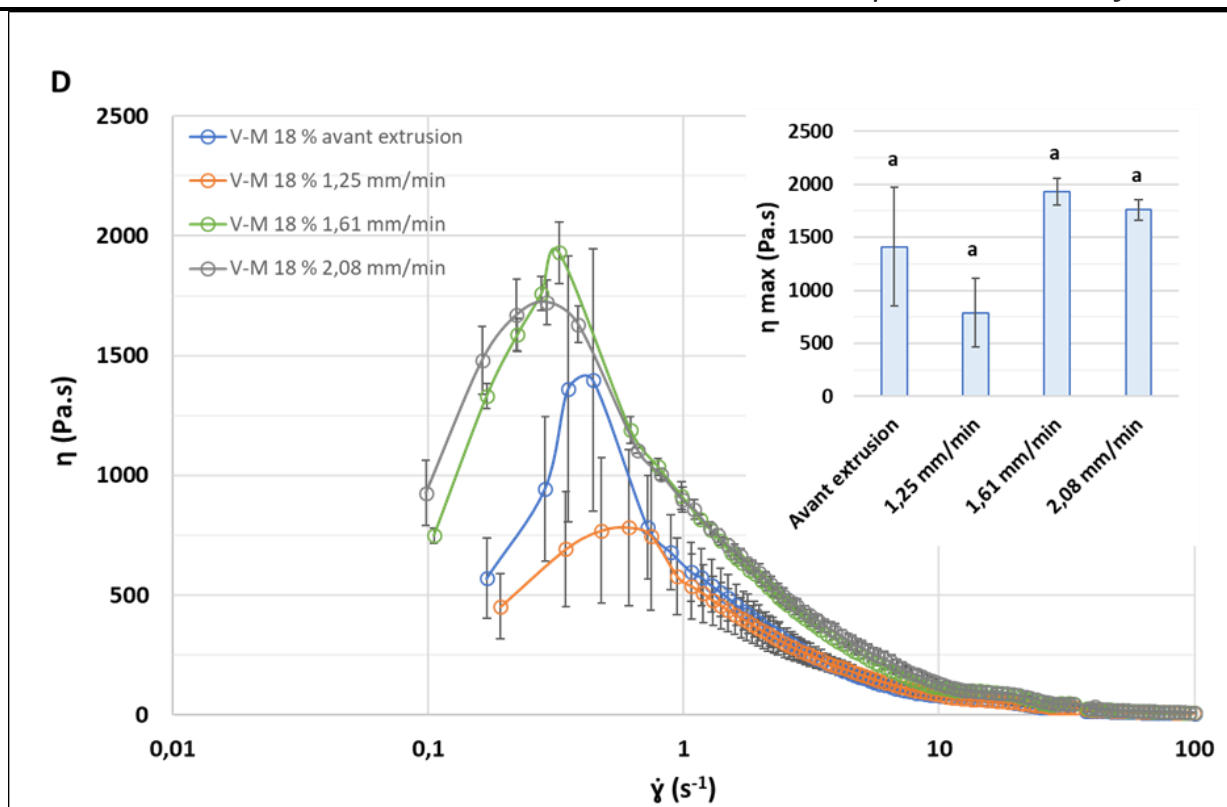 D
2500
2000
1500
1000
500
0
η (Pa.s)
0,01
0,1
1
10
100
γ̇ (s⁻¹)
V-M 18 % avant extrusion
V-M 18 % 1,25 mm/min
V-M 18 % 1,61 mm/min
V-M 18 % 2,08 mm/min
2500
2000
1500
1000
500
0
η max (Pa.s)
a
a
a
a
Avant extrusion
1,25 mm/min
1,61 mm/min
2,08 mm/min